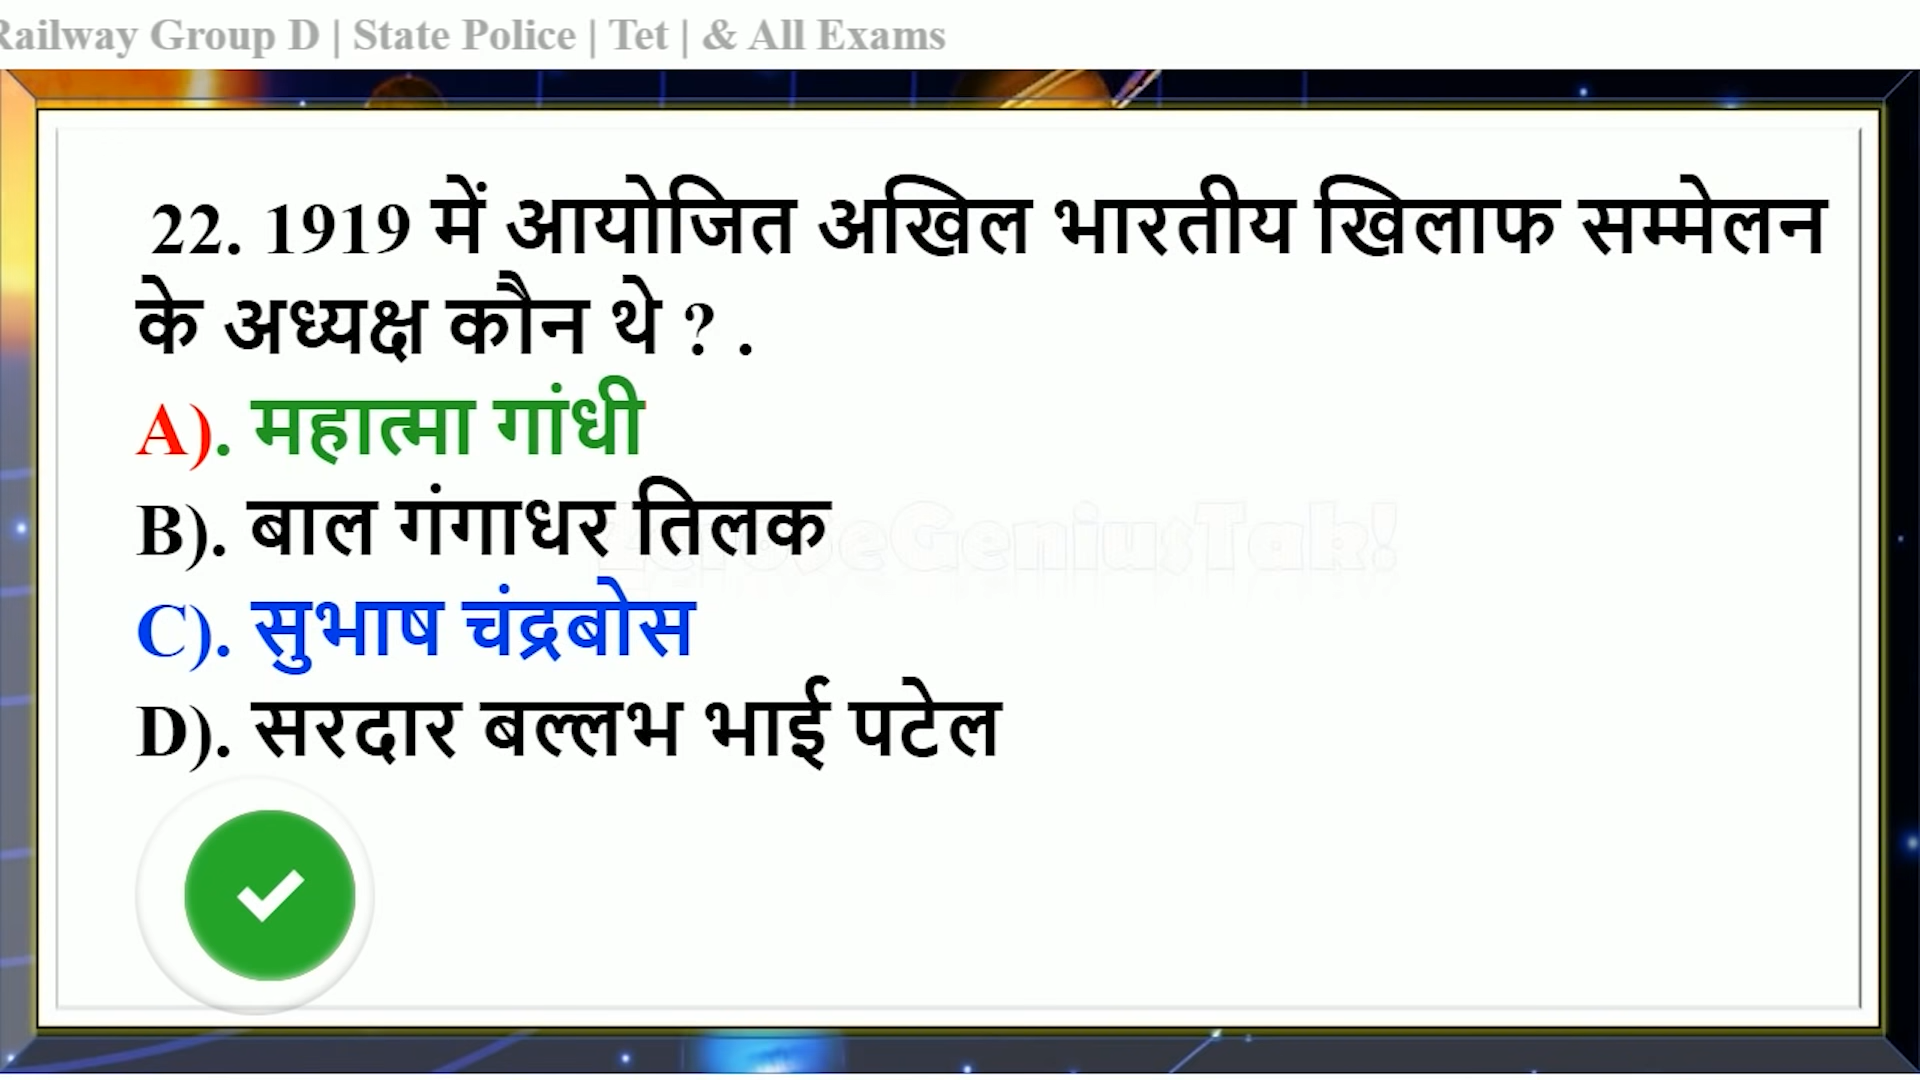 Railway Group D | State Police | Tet | & All Exams
22. 1919 में आयोजित अखिल भारतीय खिलाफ सम्मेलन
के अध्यक्ष कौन थे ? .
A). महात्मा गांधी
B). बाल गंगाधर तिलक
C). सुभाष चंद्रबोस
D). सरदार बल्लभ भाई पटेल